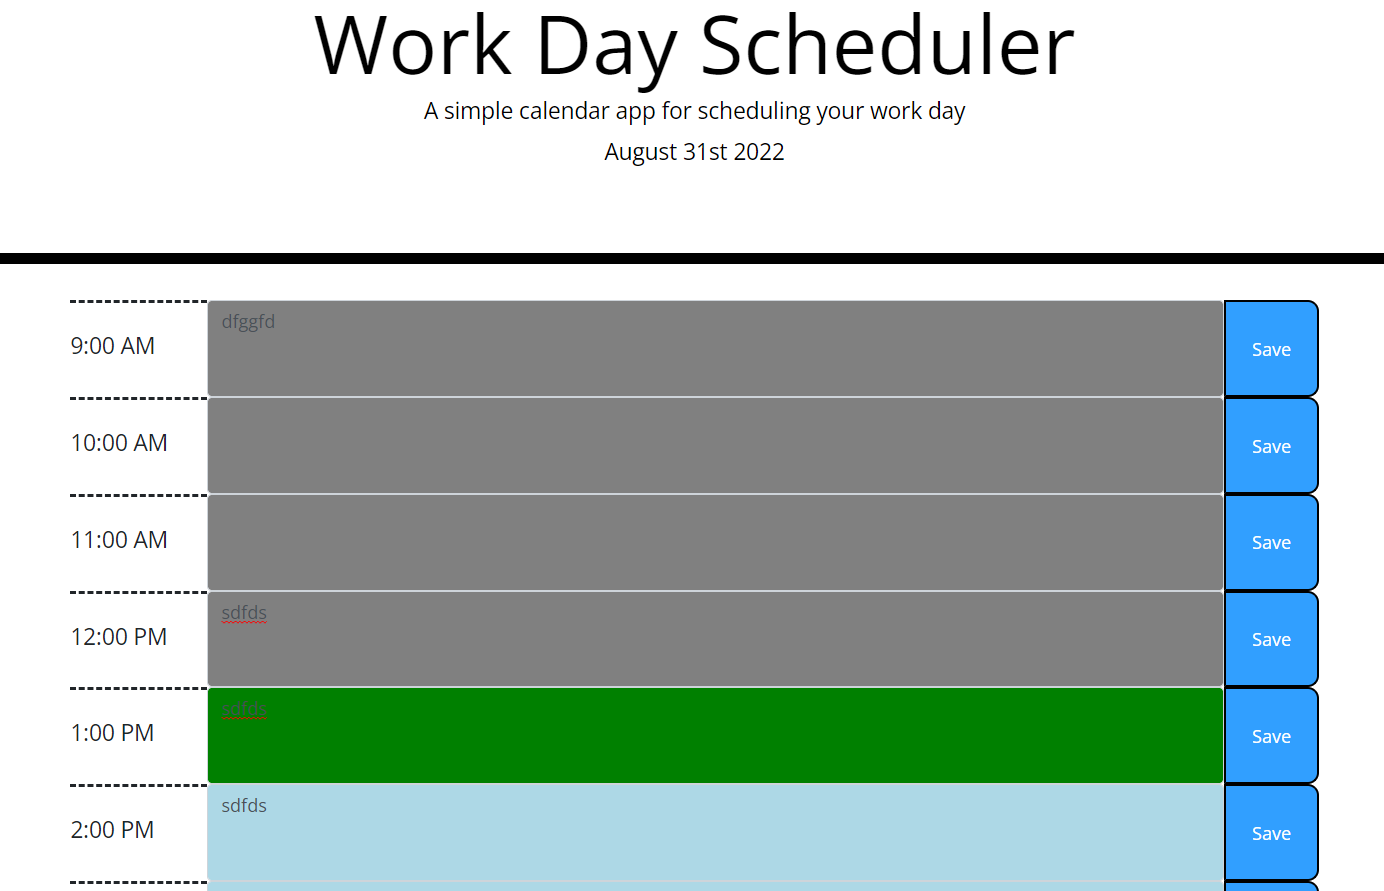 Work Day Scheduler
A simple calendar app for scheduling your work day
August 31st 2022
9:00 AM dfggfd Save
10:00 AM Save
11:00 AM Save
12:00 PM sdfds Save
1:00 PM sdfds Save
2:00 PM sdfds Save